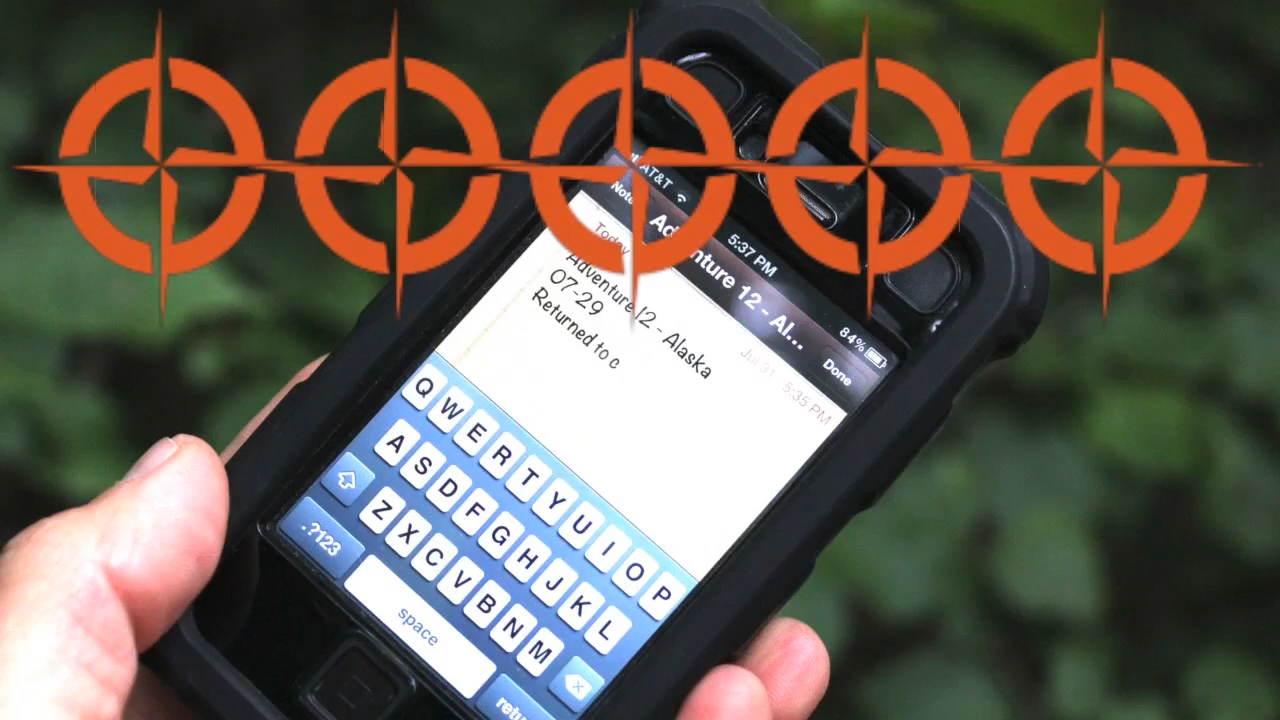 AT&T 5:37 PM 84%
Note Adventure 12 - Al... Done
Today Jul 31 5:35 PM
Adventure 12 - Alaska
07-29
Returned to c
Q W E R T Y U I O P
A S D F G H J K L
Z X C V B N M
.?123 space retu